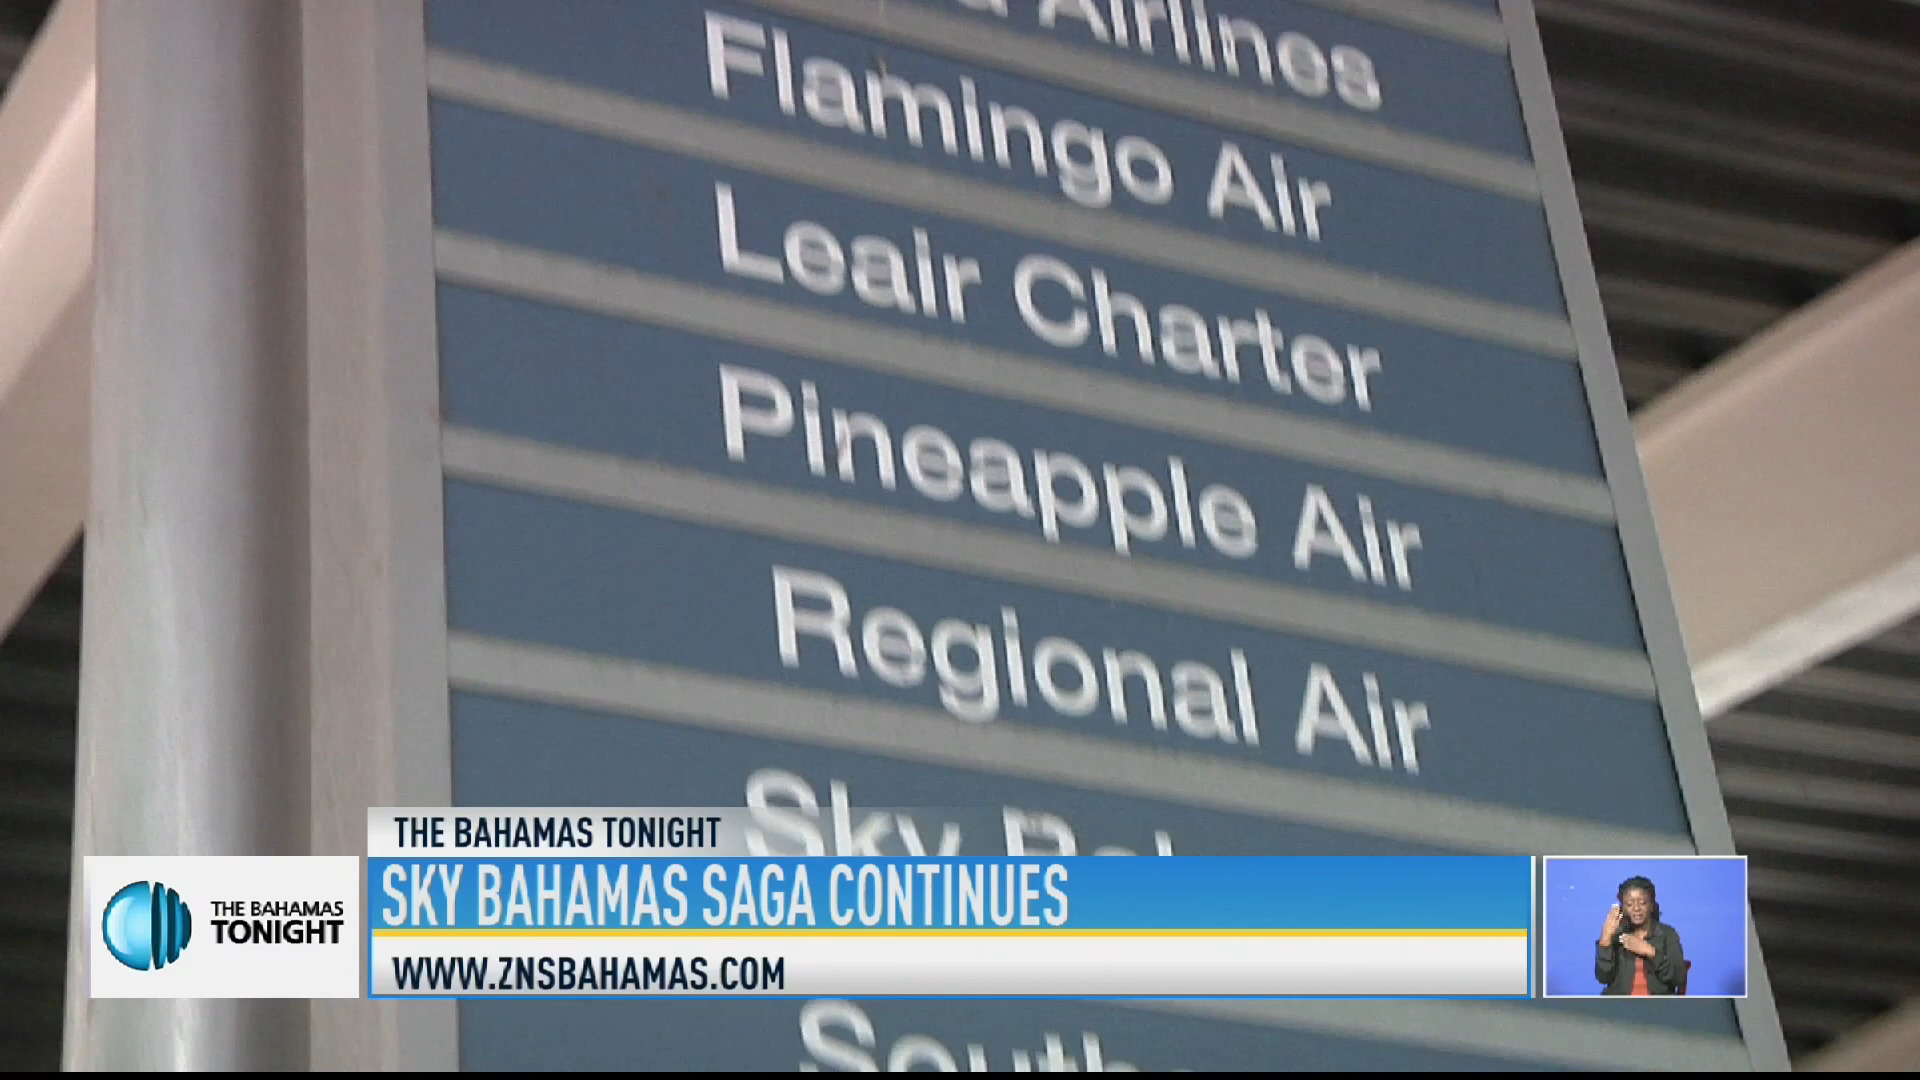 Airlines
Flamingo Air
Leair Charter
Pineapple Air
Regional Air
Sky
THE BAHAMAS TONIGHT
SKY BAHAMAS SAGA CONTINUES
THE BAHAMAS
TONIGHT
WWW.ZNSBAHAMAS.COM